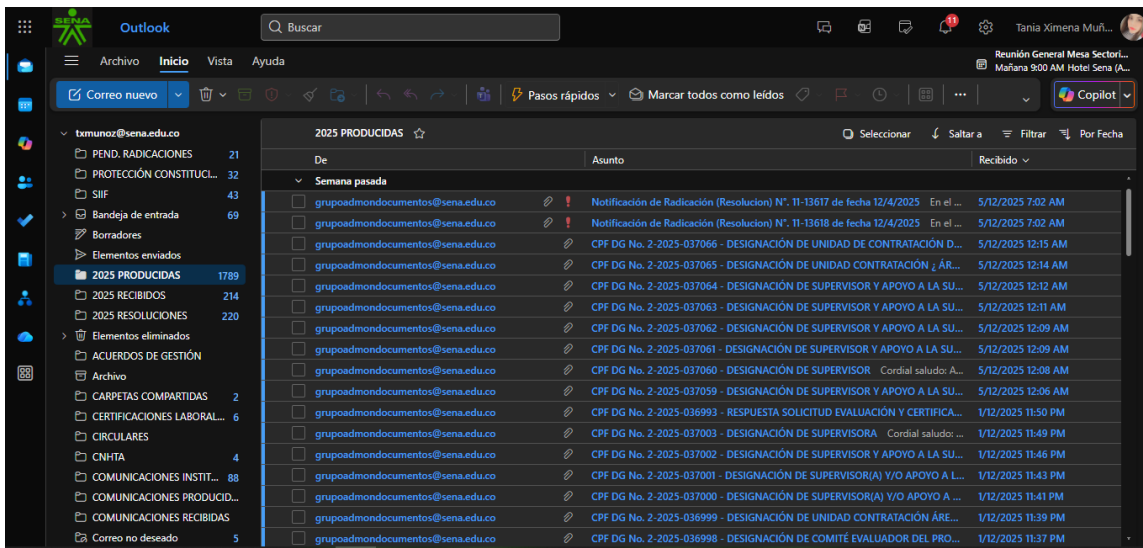 SENA
Outlook
Buscar
11
Tania Ximena Muñ...
Archivo Inicio Vista Ayuda
Reunión General Mesa Sectori...
Mañana 9:00 AM Hotel Sena (A...
Correo nuevo
Pasos rápidos
Marcar todos como leídos
Copilot
txmunoz@sena.edu.co
PEND. RADICACIONES 21
PROTECCIÓN CONSTITUCI... 32
SIIF 43
Bandeja de entrada 69
Borradores
Elementos enviados
2025 PRODUCIDAS 1789
2025 RECIBIDOS 214
2025 RESOLUCIONES 220
Elementos eliminados
ACUERDOS DE GESTIÓN
Archivo
CARPETAS COMPARTIDAS 2
CERTIFICACIONES LABORAL... 6
CIRCULARES
CNHTA 4
COMUNICACIONES INSTIT... 88
COMUNICACIONES PRODUCID...
COMUNICACIONES RECIBIDAS
Correo no deseado 5
2025 PRODUCIDAS
Seleccionar Saltar a Filtrar Por Fecha
De Asunto Recibido
Semana pasada
grupoadmondocumentos@sena.edu.co Notificación de Radicación (Resolucion) N°. 11-13617 de fecha 12/4/2025 En el ... 5/12/2025 7:02 AM
grupoadmondocumentos@sena.edu.co Notificación de Radicación (Resolucion) N°. 11-13618 de fecha 12/4/2025 En el ... 5/12/2025 7:02 AM
grupoadmondocumentos@sena.edu.co CPF DG No. 2-2025-037066 - DESIGNACIÓN DE UNIDAD DE CONTRATACIÓN D... 5/12/2025 12:15 AM
grupoadmondocumentos@sena.edu.co CPF DG No. 2-2025-037065 - DESIGNACIÓN DE UNIDAD CONTRATACIÓN ¿ ÁR... 5/12/2025 12:14 AM
grupoadmondocumentos@sena.edu.co CPF DG No. 2-2025-037064 - DESIGNACIÓN DE SUPERVISOR Y APOYO A LA SU... 5/12/2025 12:12 AM
grupoadmondocumentos@sena.edu.co CPF DG No. 2-2025-037063 - DESIGNACIÓN DE SUPERVISOR Y APOYO A LA SU... 5/12/2025 12:11 AM
grupoadmondocumentos@sena.edu.co CPF DG No. 2-2025-037062 - DESIGNACIÓN DE SUPERVISOR Y APOYO A LA SU... 5/12/2025 12:09 AM
grupoadmondocumentos@sena.edu.co CPF DG No. 2-2025-037061 - DESIGNACIÓN DE SUPERVISOR Y APOYO A LA SU... 5/12/2025 12:09 AM
grupoadmondocumentos@sena.edu.co CPF DG No. 2-2025-037060 - DESIGNACIÓN DE SUPERVISOR Cordial saludo: A... 5/12/2025 12:08 AM
grupoadmondocumentos@sena.edu.co CPF DG No. 2-2025-037059 - DESIGNACIÓN DE SUPERVISOR Y APOYO A LA SU... 5/12/2025 12:06 AM
grupoadmondocumentos@sena.edu.co CPF DG No. 2-2025-036993 - RESPUESTA SOLICITUD EVALUACIÓN Y CERTIFICA... 1/12/2025 11:50 PM
grupoadmondocumentos@sena.edu.co CPF DG No. 2-2025-037003 - DESIGNACIÓN DE SUPERVISORA Cordial saludo: ... 1/12/2025 11:49 PM
grupoadmondocumentos@sena.edu.co CPF DG No. 2-2025-037002 - DESIGNACIÓN DE SUPERVISOR Y APOYO A LA SU... 1/12/2025 11:46 PM
grupoadmondocumentos@sena.edu.co CPF DG No. 2-2025-037001 - DESIGNACIÓN DE SUPERVISOR(A) Y/O APOYO A L... 1/12/2025 11:43 PM
grupoadmondocumentos@sena.edu.co CPF DG No. 2-2025-037000 - DESIGNACIÓN DE SUPERVISOR(A) Y/O APOYO A ... 1/12/2025 11:41 PM
grupoadmondocumentos@sena.edu.co CPF DG No. 2-2025-036999 - DESIGNACIÓN DE UNIDAD CONTRATACIÓN ÁRE... 1/12/2025 11:39 PM
grupoadmondocumentos@sena.edu.co CPF DG No. 2-2025-036998 - DESIGNACIÓN DE COMITÉ EVALUADOR DEL PRO... 1/12/2025 11:37 PM